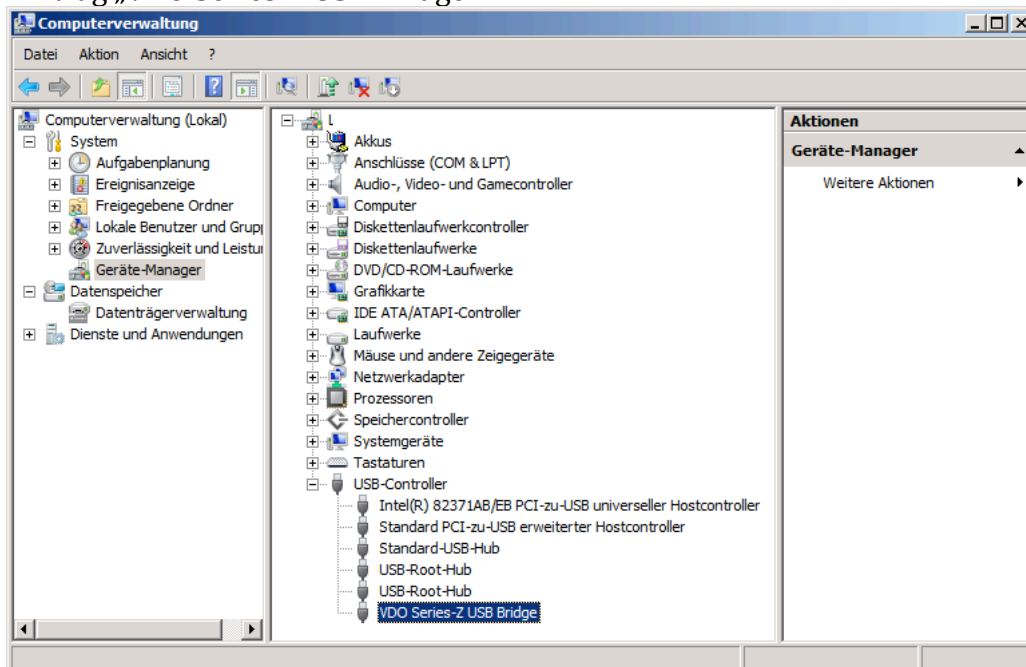 Computerverwaltung
Datei Aktion Ansicht ?
Computerverwaltung (Lokal)
System
Aufgabenplanung
Ereignisanzeige
Freigegebene Ordner
Lokale Benutzer und Grupp
Zuverlässigkeit und Leistur
Geräte-Manager
Datenspeicher
Datenträgerverwaltung
Dienste und Anwendungen
L
Akkus
Anschlüsse (COM & LPT)
Audio-, Video- und Gamecontroller
Computer
Diskettenlaufwerkcontroller
Diskettenlaufwerke
DVD/CD-ROM-Laufwerke
Grafikkarte
IDE ATA/ATAPI-Controller
Laufwerke
Mäuse und andere Zeigegeräte
Netzwerkadapter
Prozessoren
Speichercontroller
Systemgeräte
Tastaturen
USB-Controller
Intel(R) 82371AB/EB PCI-zu-USB universeller Hostcontroller
Standard PCI-zu-USB erweiterter Hostcontroller
Standard-USB-Hub
USB-Root-Hub
USB-Root-Hub
VDO Series-Z USB Bridge
Aktionen
Geräte-Manager
Weitere Aktionen